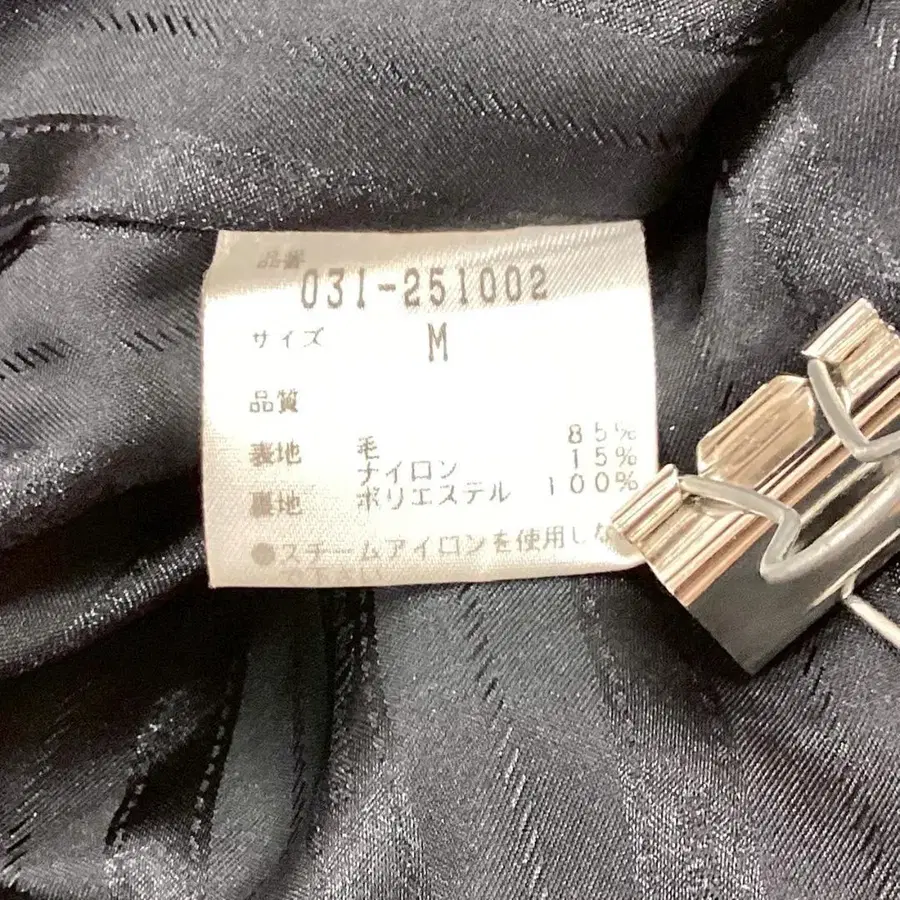 品番
031-251002
サイズ M
品質
表地 毛 85%
ナイロン 15%
裏地 ポリエステル 100%
●スチームアイロンを使用しな